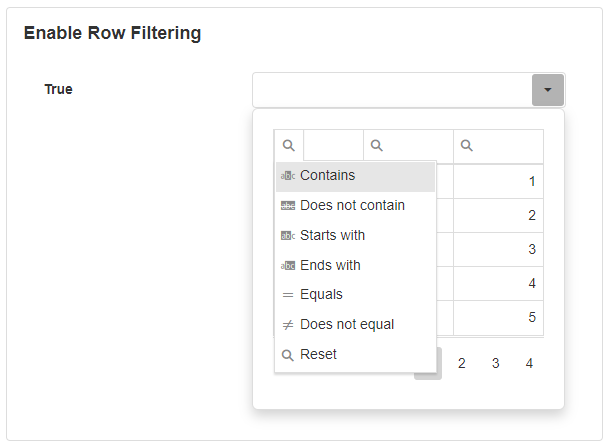 Enable Row Filtering
True
Contains
1
Does not contain
2
Starts with
3
Ends with
4
Equals
5
Does not equal
Reset
2 3 4